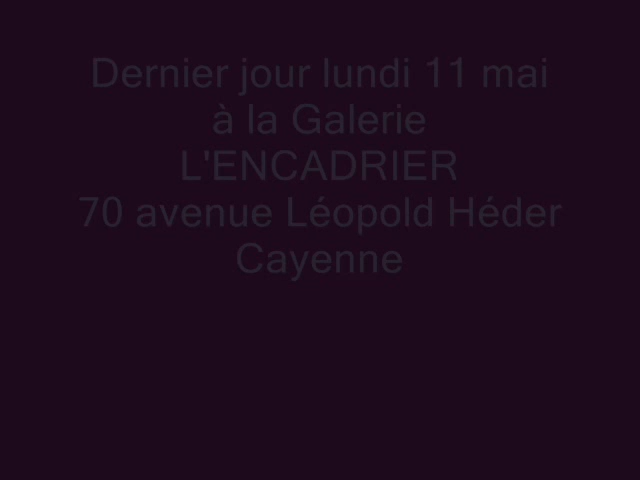 Dernier jour lundi 11 mai
à la Galerie
L'ENCADRIER
70 avenue Léopold Héder
Cayenne